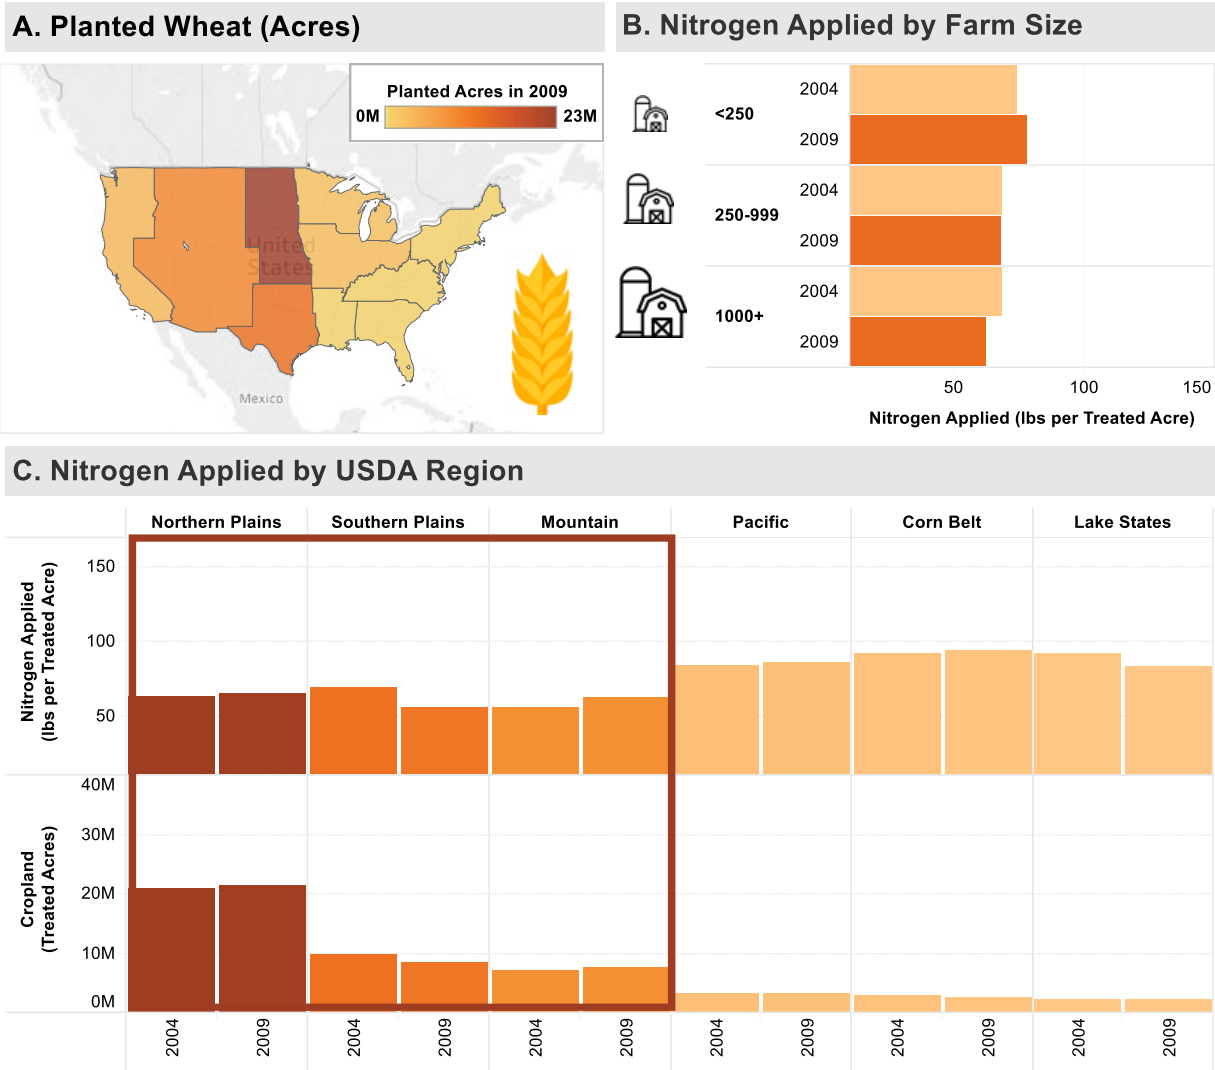 A. Planted Wheat (Acres)
Planted Acres in 2009
0M 23M
United
States
Mexico
B. Nitrogen Applied by Farm Size
<250
2004
2009
250-999
2004
2009
1000+
2004
2009
50 100 150
Nitrogen Applied (lbs per Treated Acre)
C. Nitrogen Applied by USDA Region
Northern Plains Southern Plains Mountain Pacific Corn Belt Lake States
Nitrogen Applied
(lbs per Treated Acre)
150
100
50
Cropland
(Treated Acres)
40M
30M
20M
10M
0M
2004 2009 2004 2009 2004 2009 2004 2009 2004 2009 2004 2009